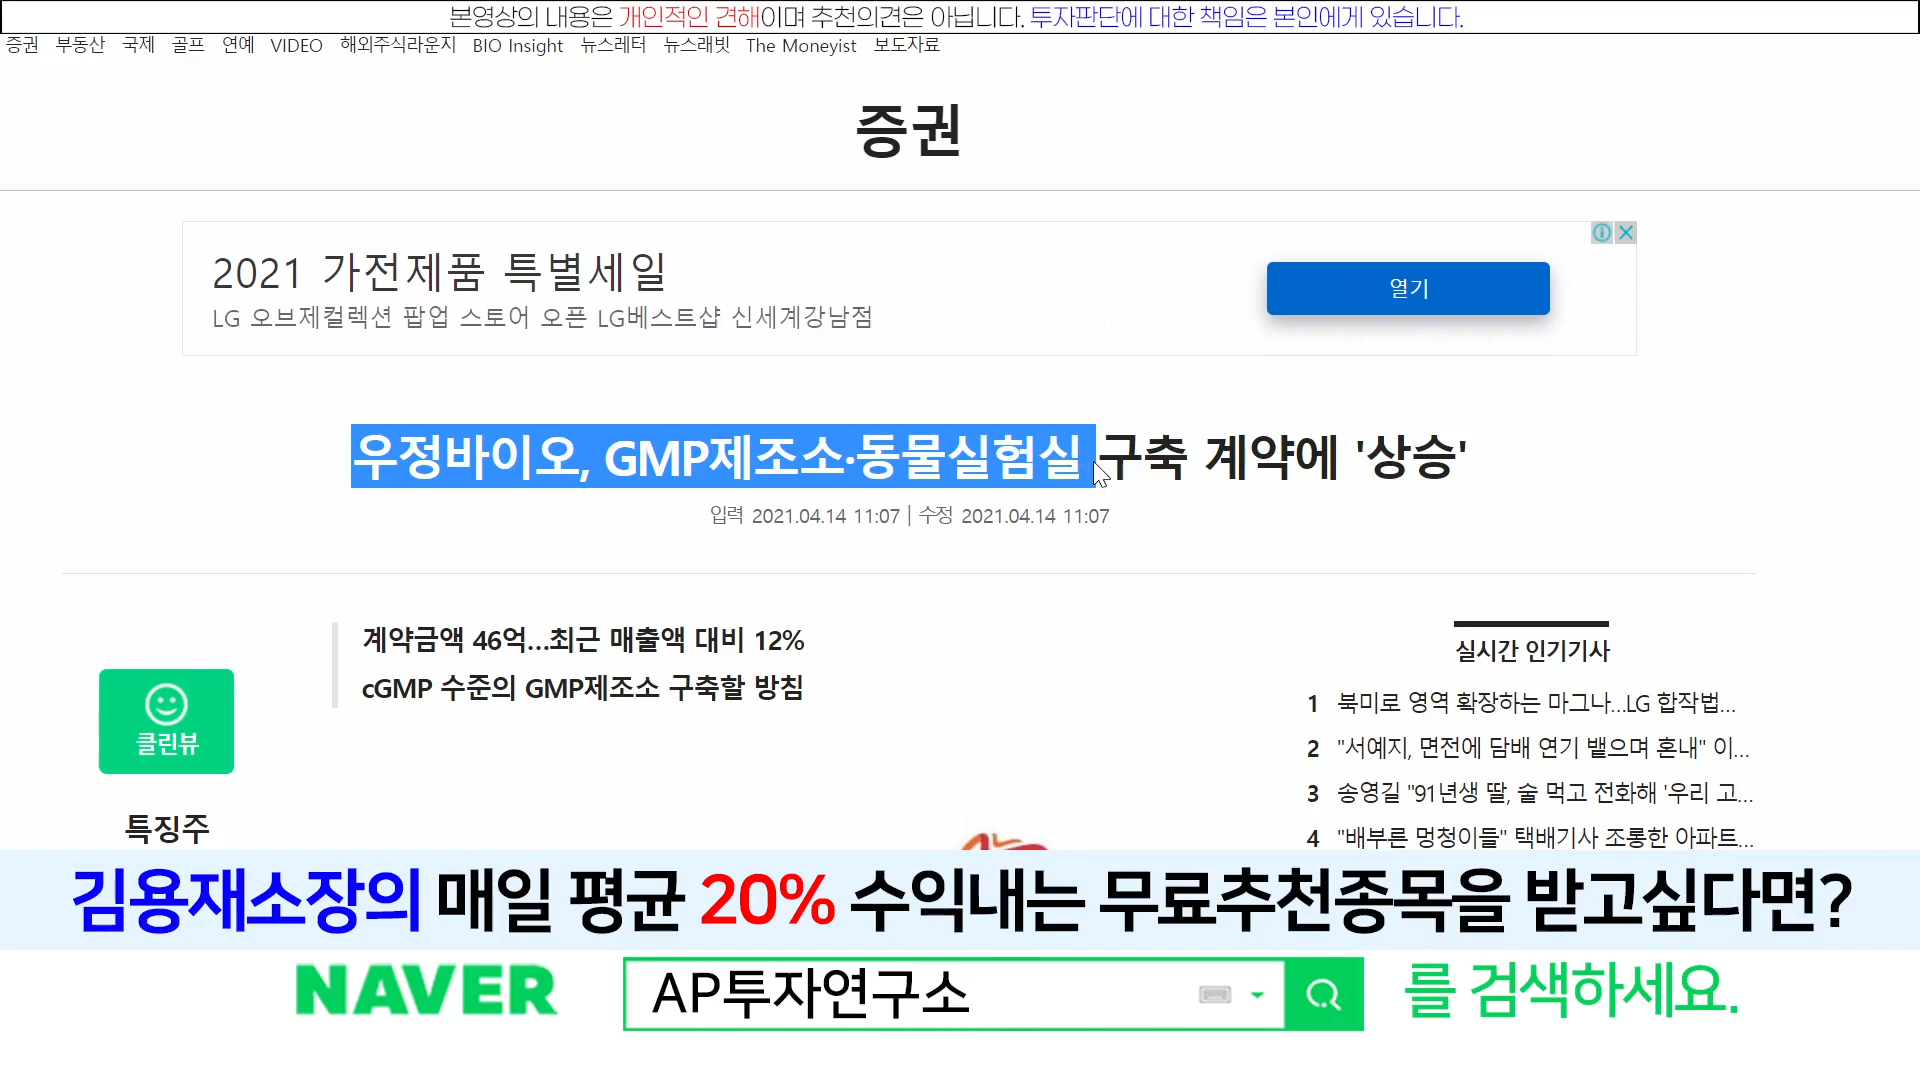 본영상의 내용은 개인적인 견해이며 추천의견은 아닙니다. 투자판단에 대한 책임은 본인에게 있습니다.
증권 부동산 국제 골프 연예 VIDEO 해외주식라운지 BIO Insight 뉴스레터 뉴스래빗 The Moneyist 보도자료
증권
2021 가전제품 특별세일
LG 오브제컬렉션 팝업 스토어 오픈 LG베스트샵 신세계강남점
열기
우정바이오, GMP제조소·동물실험실 구축 계약에 '상승'
입력 2021.04.14 11:07 | 수정 2021.04.14 11:07
계약금액 46억...최근 매출액 대비 12%
cGMP 수준의 GMP제조소 구축할 방침
클린뷰
특징주
실시간 인기기사
1 북미로 영역 확장하는 마그나...LG 합작법...
2 "서예지, 면전에 담배 연기 뱉으며 혼내" 이...
3 송영길 "91년생 딸, 술 먹고 전화해 '우리 고...
4 "배부른 멍청이들" 택배기사 조롱한 아파트...
김용재소장의 매일 평균 20% 수익내는 무료추천종목을 받고싶다면?
NAVER AP투자연구소 를 검색하세요.